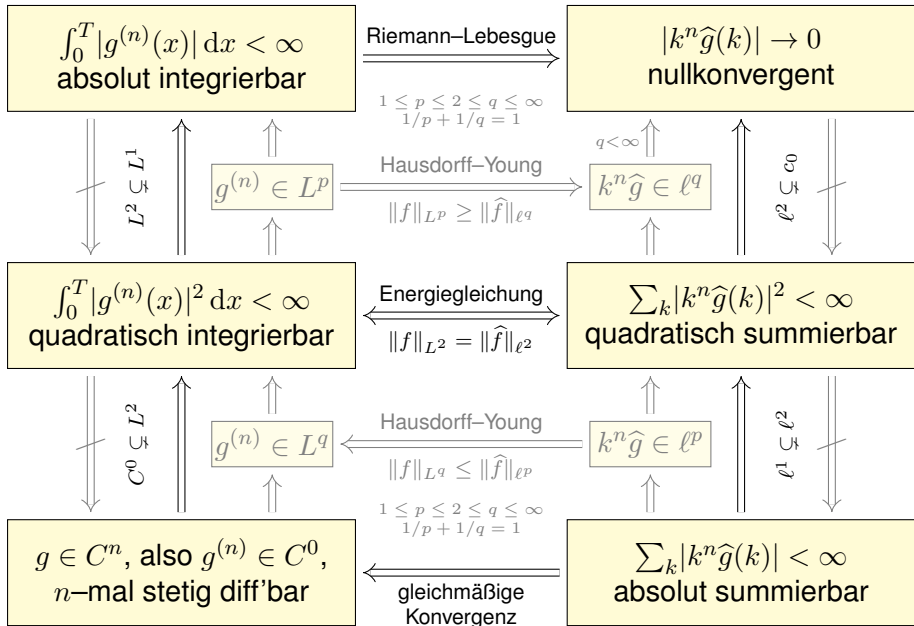 ∫₀ᵀ|g⁽ⁿ⁾(x)| dx < ∞
absolut integrierbar
Riemann–Lebesgue
|kⁿĝ(k)| → 0
nullkonvergent
1 ≤ p ≤ 2 ≤ q ≤ ∞
1/p + 1/q = 1
L² ⊊ L¹
g⁽ⁿ⁾ ∈ Lᵖ
Hausdorff–Young
‖f‖_{Lᵖ} ≥ ‖f̂‖_{ℓ^q}
q<∞
kⁿĝ ∈ ℓ^q
ℓ² ⊊ c₀
∫₀ᵀ|g⁽ⁿ⁾(x)|² dx < ∞
quadratisch integrierbar
Energiegleichung
‖f‖_{L²} = ‖f̂‖_{ℓ²}
∑ₖ|kⁿĝ(k)|² < ∞
quadratisch summierbar
C⁰ ⊊ L²
g⁽ⁿ⁾ ∈ L^q
Hausdorff–Young
‖f‖_{L^q} ≤ ‖f̂‖_{ℓᵖ}
1 ≤ p ≤ 2 ≤ q ≤ ∞
1/p + 1/q = 1
kⁿĝ ∈ ℓᵖ
ℓ¹ ⊊ ℓ²
g ∈ Cⁿ, also g⁽ⁿ⁾ ∈ C⁰,
n–mal stetig diff'bar
gleichmäßige
Konvergenz
∑ₖ|kⁿĝ(k)| < ∞
absolut summierbar